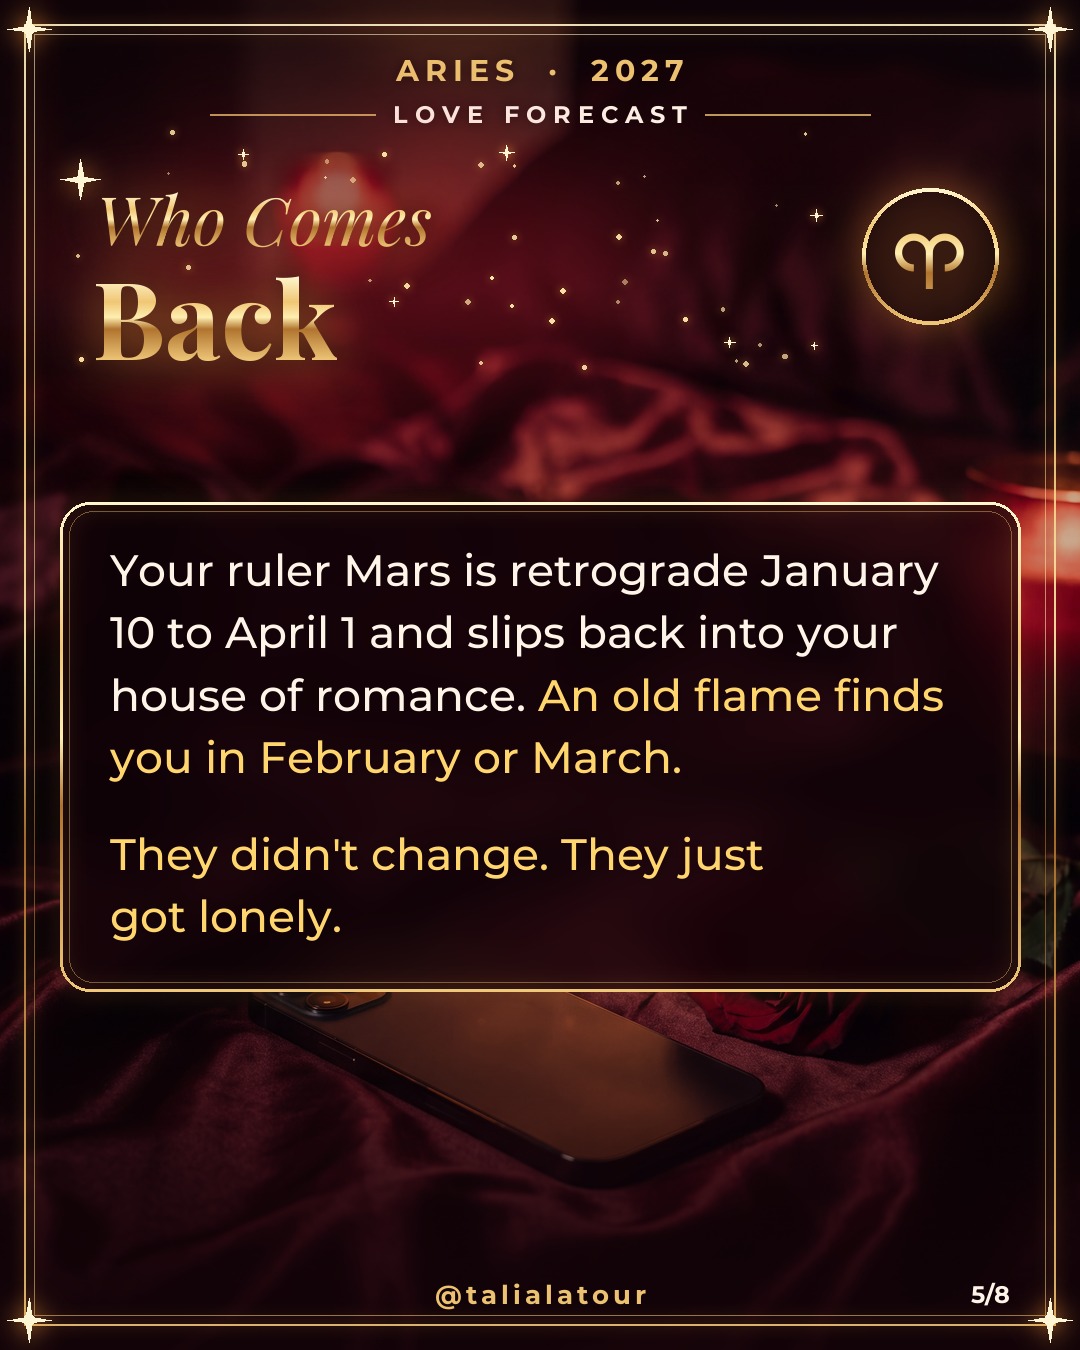 ARIES · 2027
LOVE FORECAST
Who Comes
Back
Your ruler Mars is retrograde January
10 to April 1 and slips back into your
house of romance. An old flame finds
you in February or March.
They didn't change. They just
got lonely.
@talialatour
5/8